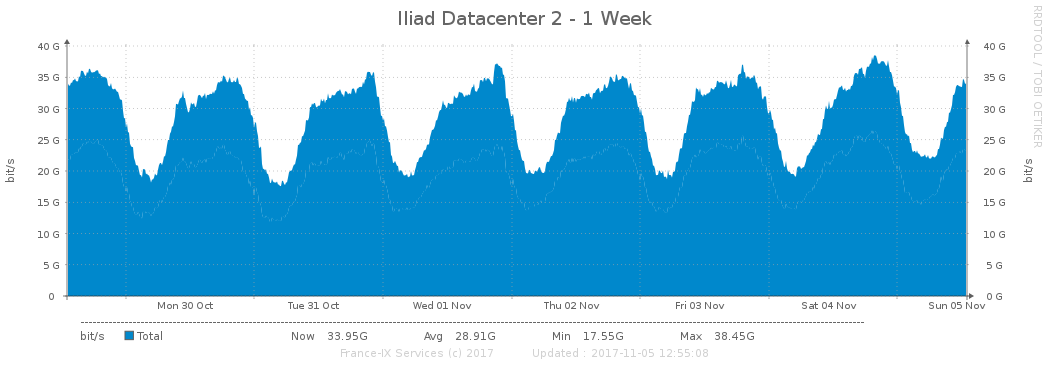 Iliad Datacenter 2 - 1 Week
RRDTOOL / TOBI OETIKER
40 G 40 G
35 G 35 G
30 G 30 G
25 G 25 G
20 G 20 G
15 G 15 G
10 G 10 G
5 G 5 G
0 0 G
bit/s bit/s
Mon 30 Oct Tue 31 Oct Wed 01 Nov Thu 02 Nov Fri 03 Nov Sat 04 Nov Sun 05 Nov
bit/s Total Now 33.95G Avg 28.91G Min 17.55G Max 38.45G
France-IX Services (c) 2017 Updated : 2017-11-05 12:55:08